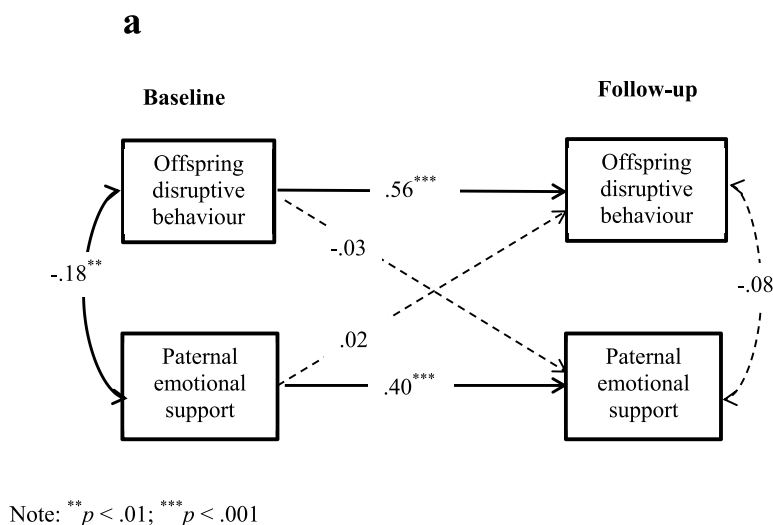 a
Baseline
Follow-up
Offspring
disruptive
behaviour
.56***
Offspring
disruptive
behaviour
-.03
-.18**
-.08
.02
Paternal
emotional
support
.40***
Paternal
emotional
support
Note: **p < .01; ***p < .001